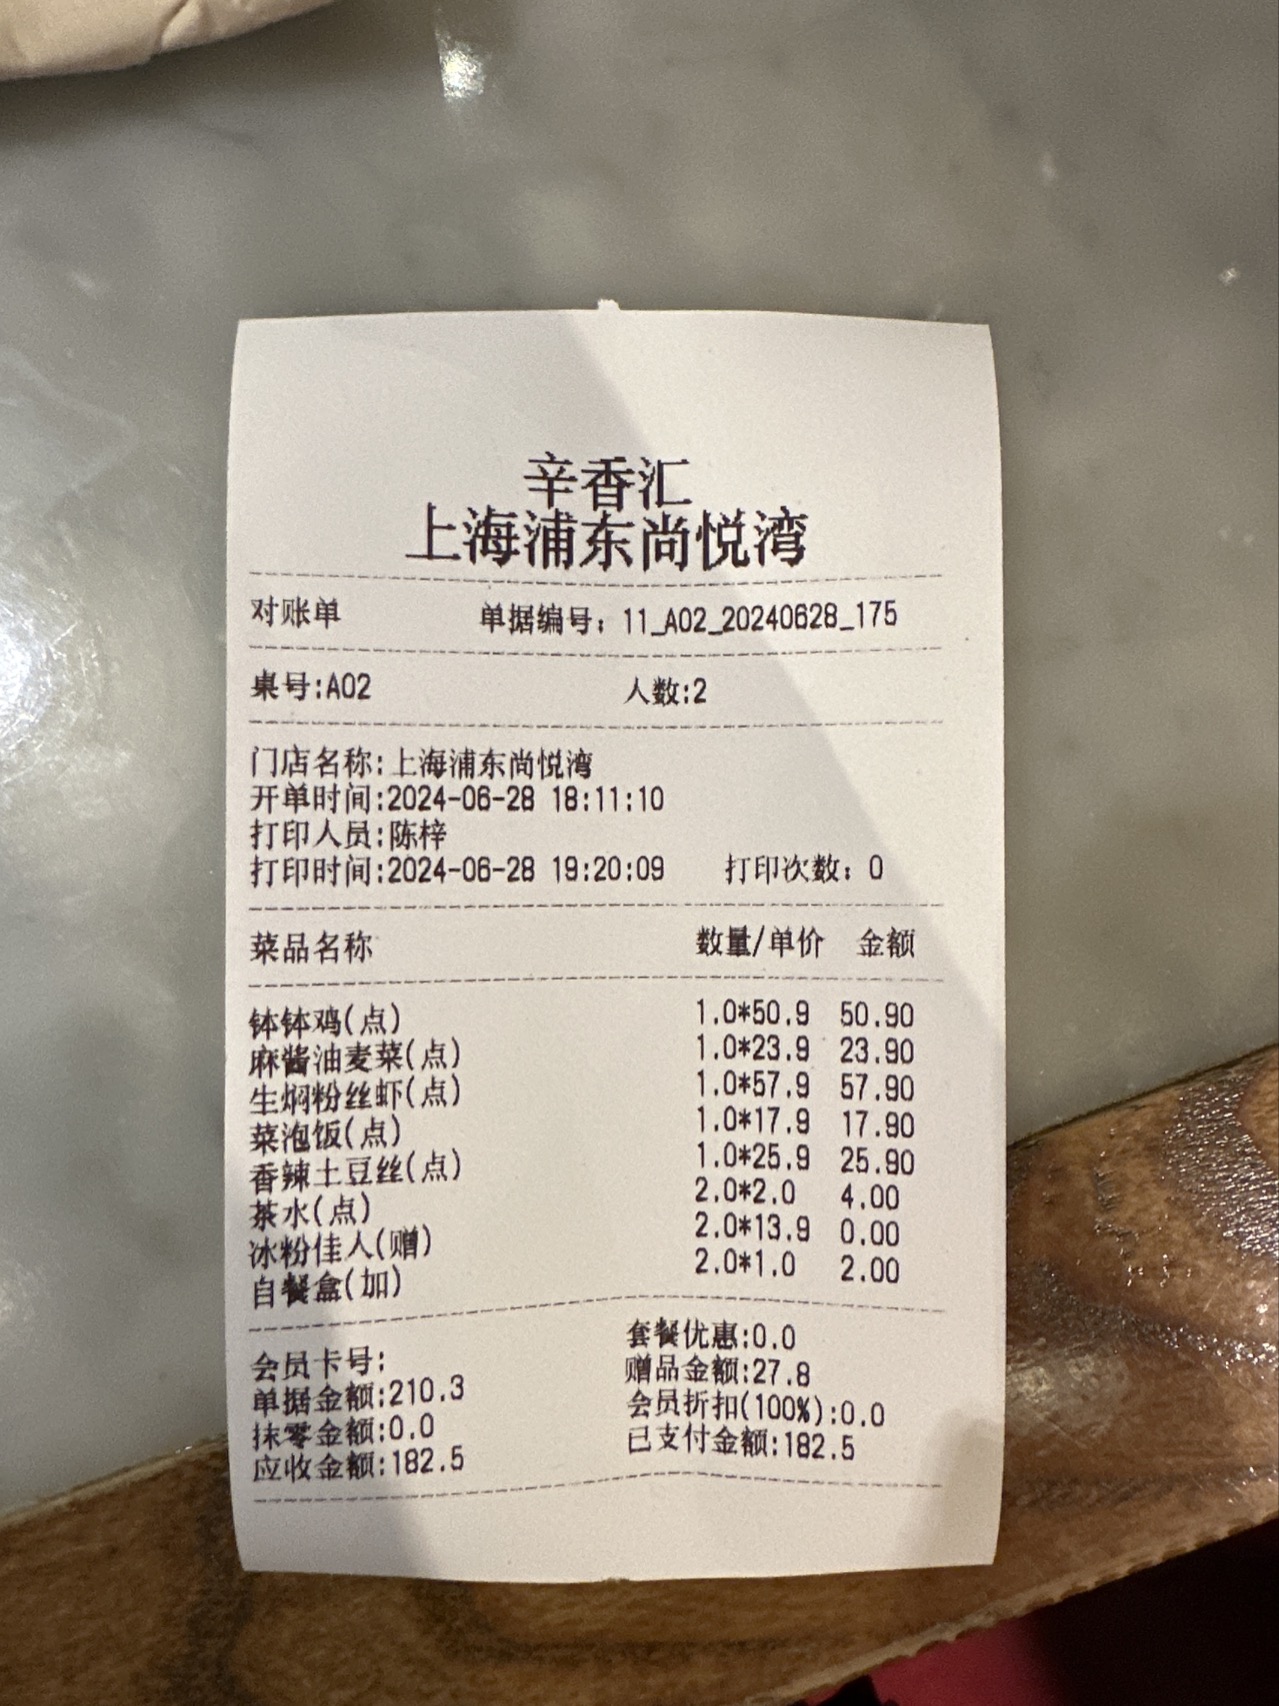 辛香汇
上海浦东尚悦湾
对账单 单据编号：11_A02_20240628_175
桌号:A02 人数:2
门店名称:上海浦东尚悦湾
开单时间:2024-06-28 18:11:10
打印人员:陈梓
打印时间:2024-06-28 19:20:09 打印次数：0
菜品名称 数量/单价 金额
钵钵鸡(点) 1.0*50.9 50.90
麻酱油麦菜(点) 1.0*23.9 23.90
生焖粉丝虾(点) 1.0*57.9 57.90
菜泡饭(点) 1.0*17.9 17.90
香辣土豆丝(点) 1.0*25.9 25.90
茶水(点) 2.0*2.0 4.00
冰粉佳人(赠) 2.0*13.9 0.00
自餐盒(加) 2.0*1.0 2.00
会员卡号: 套餐优惠:0.0
单据金额:210.3 赠品金额:27.8
抹零金额:0.0 会员折扣(100%):0.0
应收金额:182.5 已支付金额:182.5